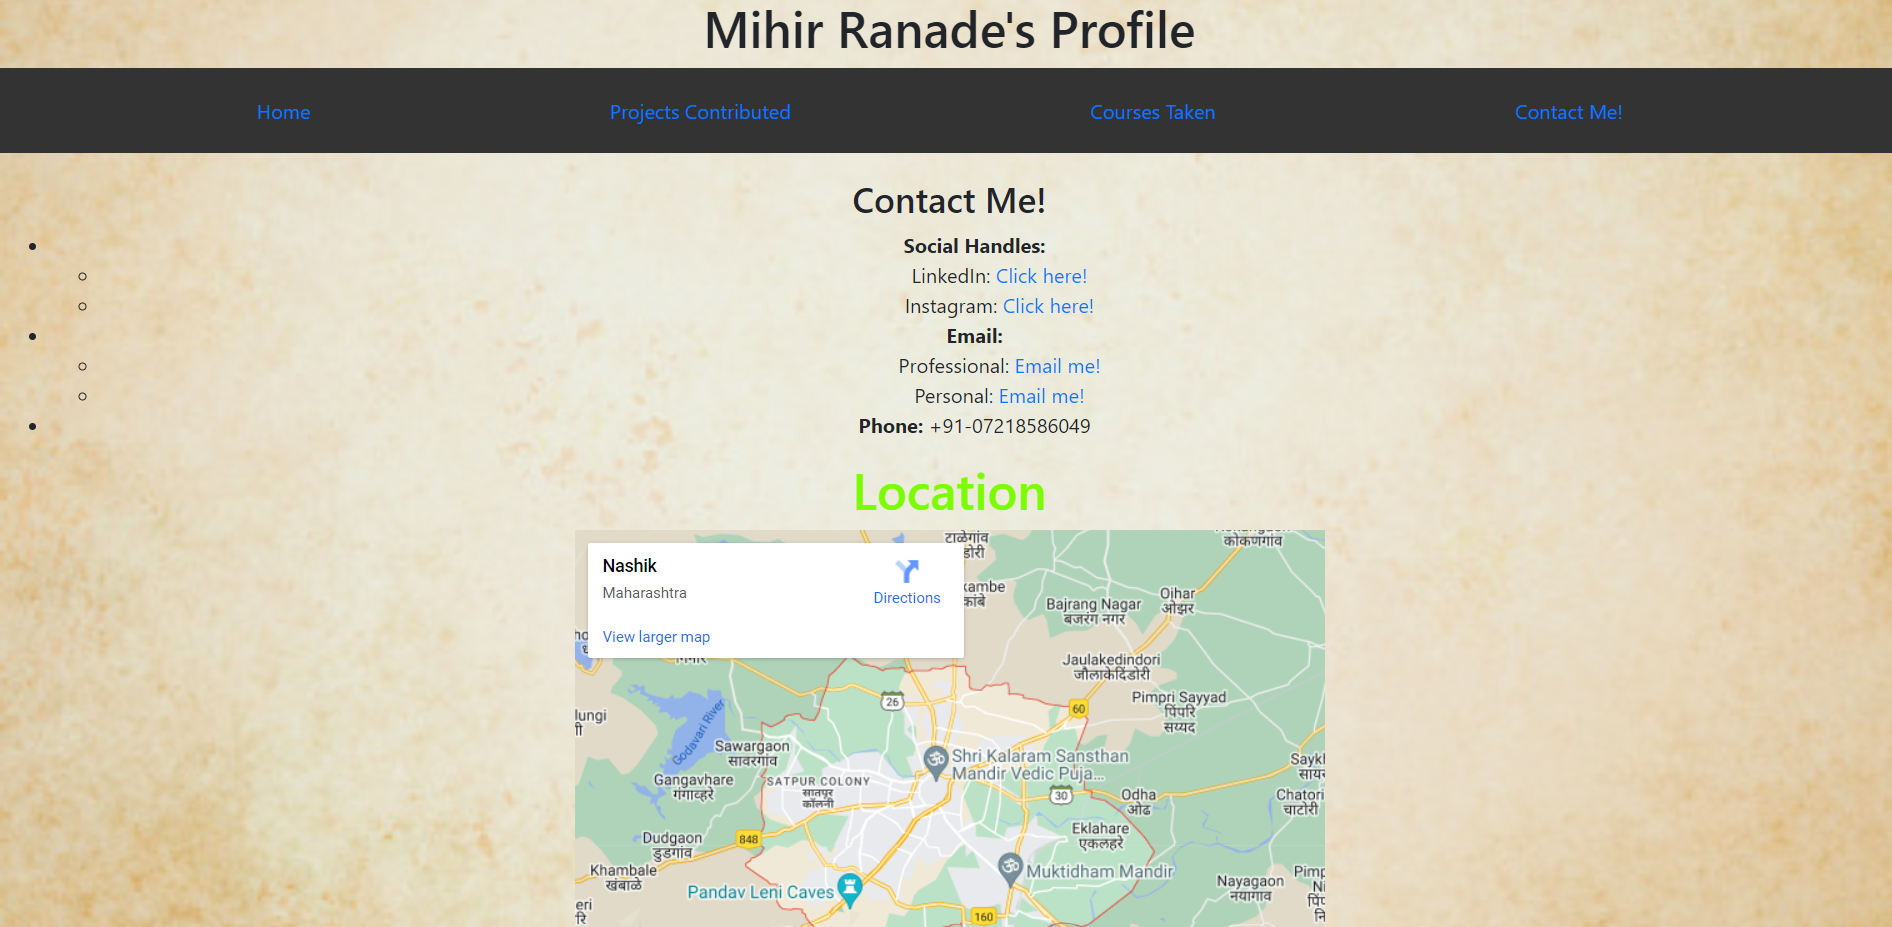 Mihir Ranade's Profile
Home Projects Contributed Courses Taken Contact Me!
Contact Me!
Social Handles:
LinkedIn: Click here!
Instagram: Click here!
Email:
Professional: Email me!
Personal: Email me!
Phone: +91-07218586049
Location
Nashik
Maharashtra
Directions
View larger map
टाळेगांव
डोरी
कोकणगांव
kambe
कांबे
Bajrang Nagar
बजरंग नगर
Oihar
ओझर
Jaulakedindori
जौलाकेदिंडोरी
Pimpri Sayyad
पिंपरि
सय्यद
26
60
lungi
गी
Godavari River
Sawargaon
सावरगांव
Gangavhare
गंगाव्हरे
SATPUR COLONY
सातपूर
कॉलनी
Shri Kalaram Sansthan
Mandir Vedic Puja...
30
Odha
ओढ
Saykh
साय
Chatori
चाटोरी
Eklahare
एकलहरे
Dudgaon
डुडगांव
848
Khambale
खंबाळे
Muktidham Mandir
Pandav Leni Caves
Nayagaon
नयागाव
Pimp
Ni
पिंप
नि
eri
रि
160